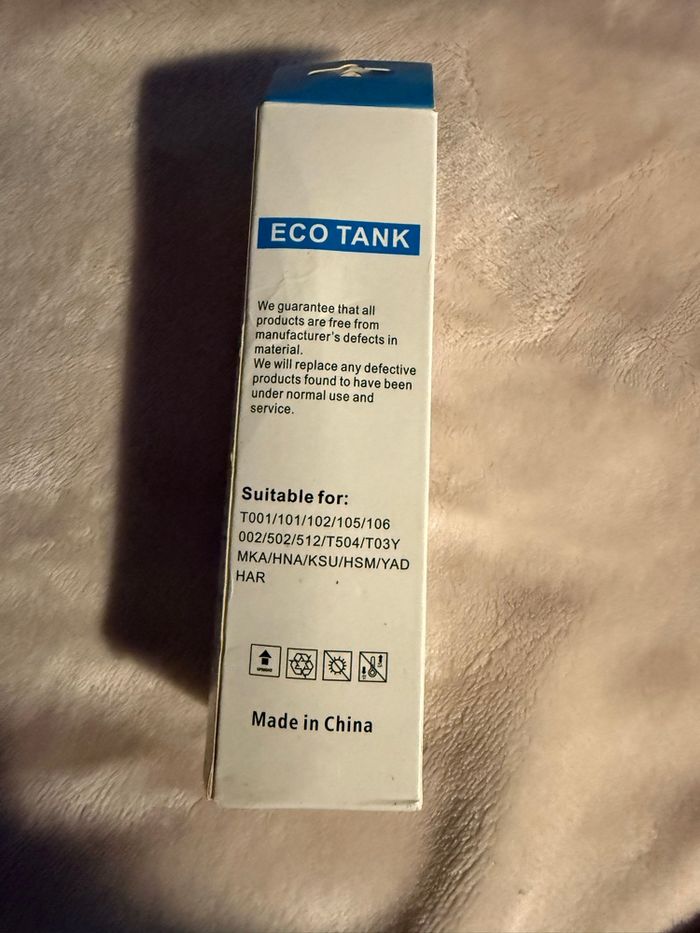 ECO TANK
We guarantee that all
products are free from
manufacturer's defects in
material.
We will replace any defective
products found to have been
under normal use and
service.
Suitable for:
T001/101/102/105/106
002/502/512/T504/T03Y
MKA/HNA/KSU/HSM/YAD
HAR
Made in China